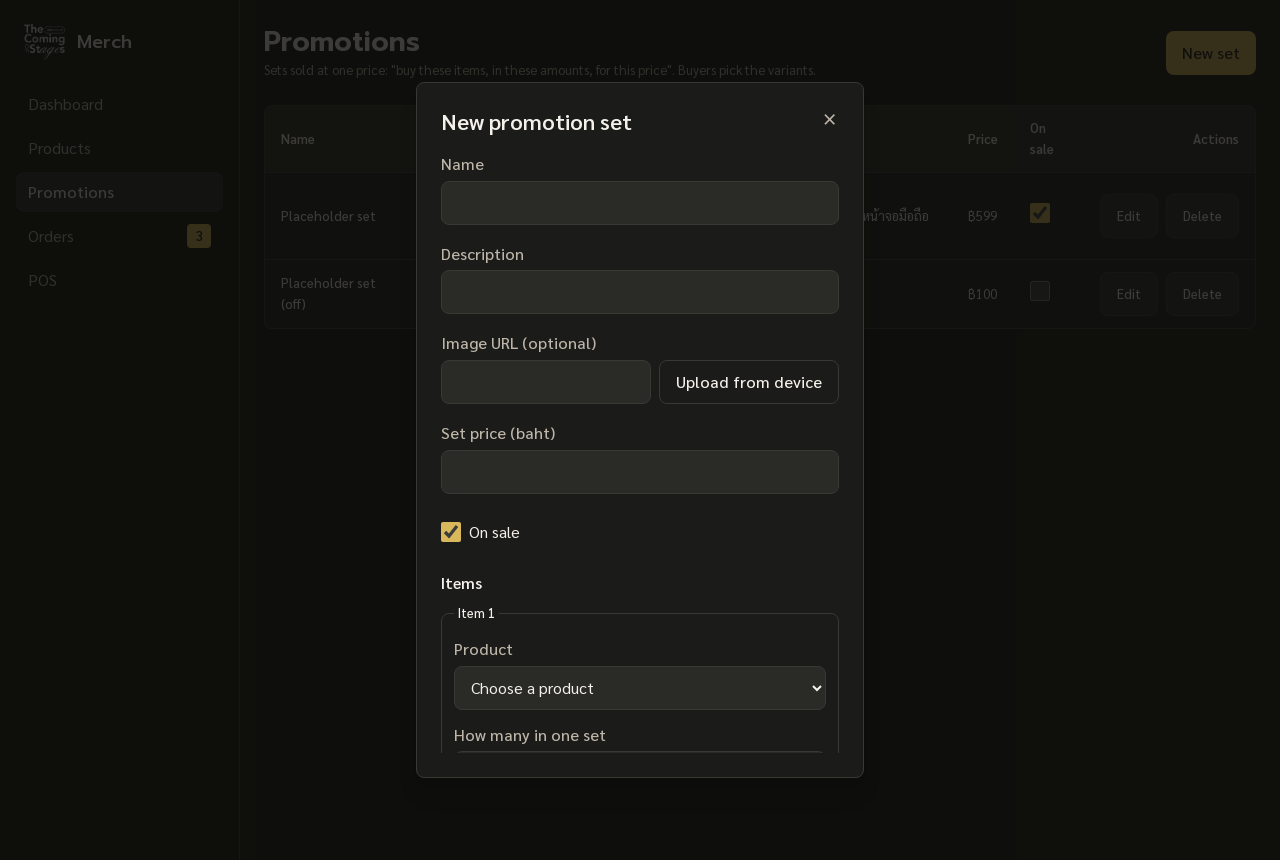 The
Coming
Stages
Merch
Dashboard
Products
Promotions
Orders
3
POS
Promotions
Sets sold at one price: "buy these items, in these amounts, for this price". Buyers pick the variants.
New set
Name
Price
On
sale
Actions
Placeholder set
หน้าจอมือถือ
฿599
Edit
Delete
Placeholder set
(off)
฿100
Edit
Delete
New promotion set
×
Name
Description
Image URL (optional)
Upload from device
Set price (baht)
On sale
Items
Item 1
Product
Choose a product
How many in one set